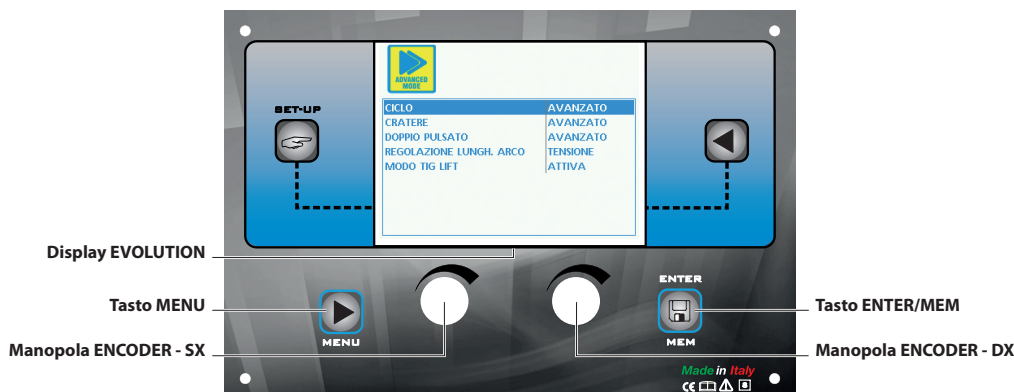 ADVANCED
MODE
CICLO AVANZATO
CRATERE AVANZATO
DOPPIO PULSATO AVANZATO
REGOLAZIONE LUNGH. ARCO TENSIONE
MODO TIG LIFT ATTIVA
SET-UP
Display EVOLUTION
ENTER
Tasto MENU
Tasto ENTER/MEM
MENU
MEM
Manopola ENCODER - SX
Manopola ENCODER - DX
Made in Italy
CE